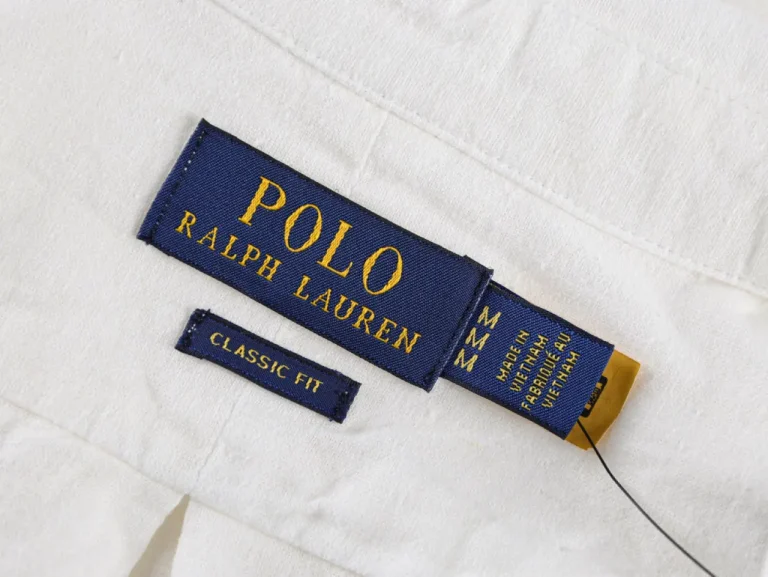 POLO
RALPH LAUREN
CLASSIC FIT
M
M
M
MADE IN
VIETNAM
FABRIQUÉ AU
VIETNAM